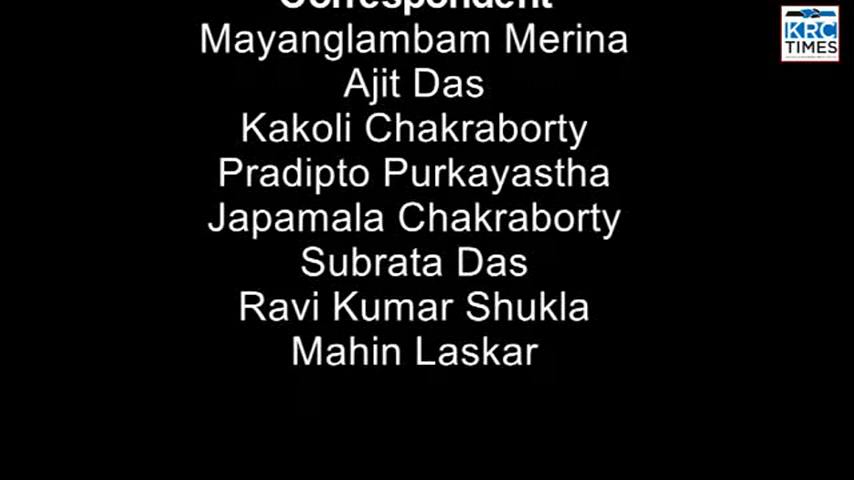 Correspondent
Mayanglambam Merina
Ajit Das
Kakoli Chakraborty
Pradipto Purkayastha
Japamala Chakraborty
Subrata Das
Ravi Kumar Shukla
Mahin Laskar
KRC
TIMES